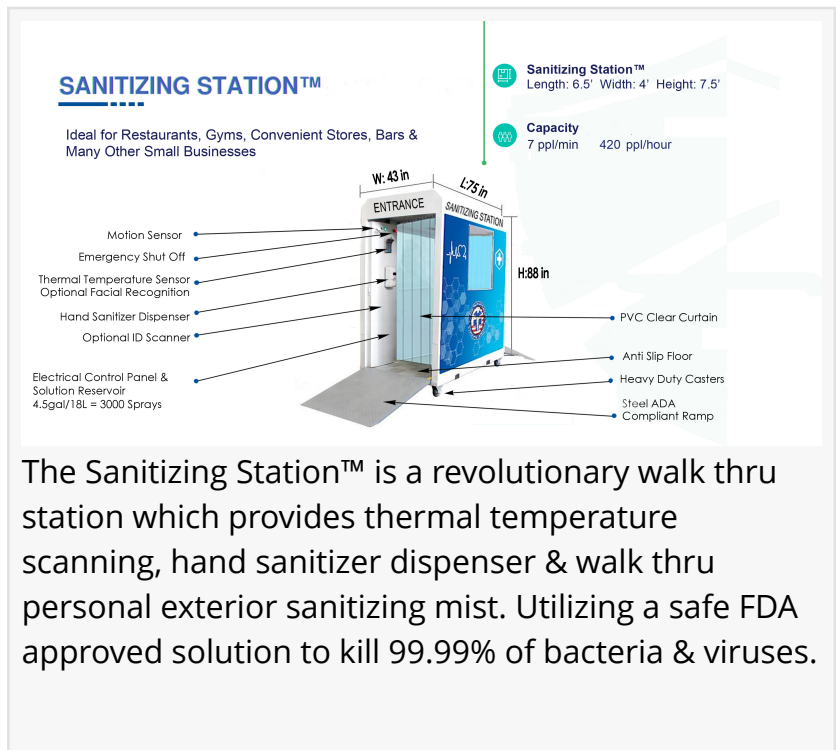 SANITIZING STATION™
Ideal for Restaurants, Gyms, Convenient Stores, Bars &
Many Other Small Businesses
Sanitizing Station™
Length: 6.5' Width: 4' Height: 7.5'
Capacity
7 ppl/min 420 ppl/hour
W: 43 in
L:75 in
ENTRANCE
SANITIZING STATION
H:88 in
Motion Sensor
Emergency Shut Off
Thermal Temperature Sensor
Optional Facial Recognition
Hand Sanitizer Dispenser
Optional ID Scanner
Electrical Control Panel &
Solution Reservoir
4.5gal/18L = 3000 Sprays
PVC Clear Curtain
Anti Slip Floor
Heavy Duty Casters
Steel ADA
Compliant Ramp
The Sanitizing Station™ is a revolutionary walk thru
station which provides thermal temperature
scanning, hand sanitizer dispenser & walk thru
personal exterior sanitizing mist. Utilizing a safe FDA
approved solution to kill 99.99% of bacteria & viruses.